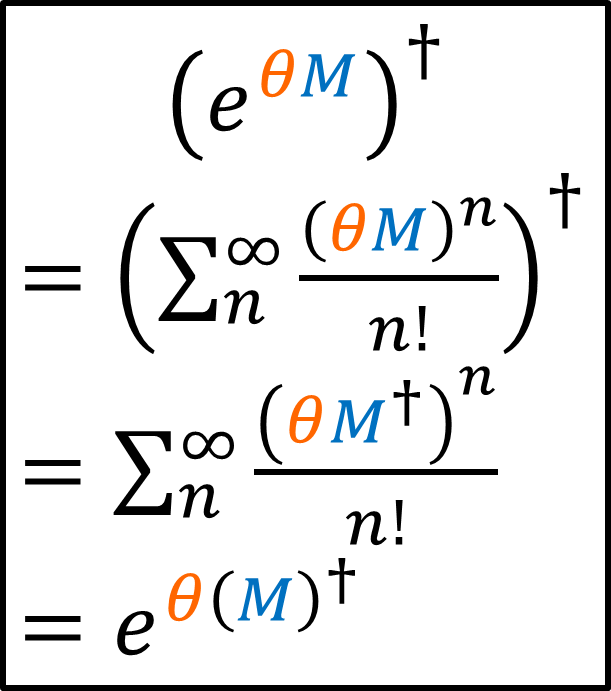 (e^{θM})^†
= (∑_n^∞ (θM)^n / n!)^†
= ∑_n^∞ (θM^†)^n / n!
= e^{θ(M)^†}